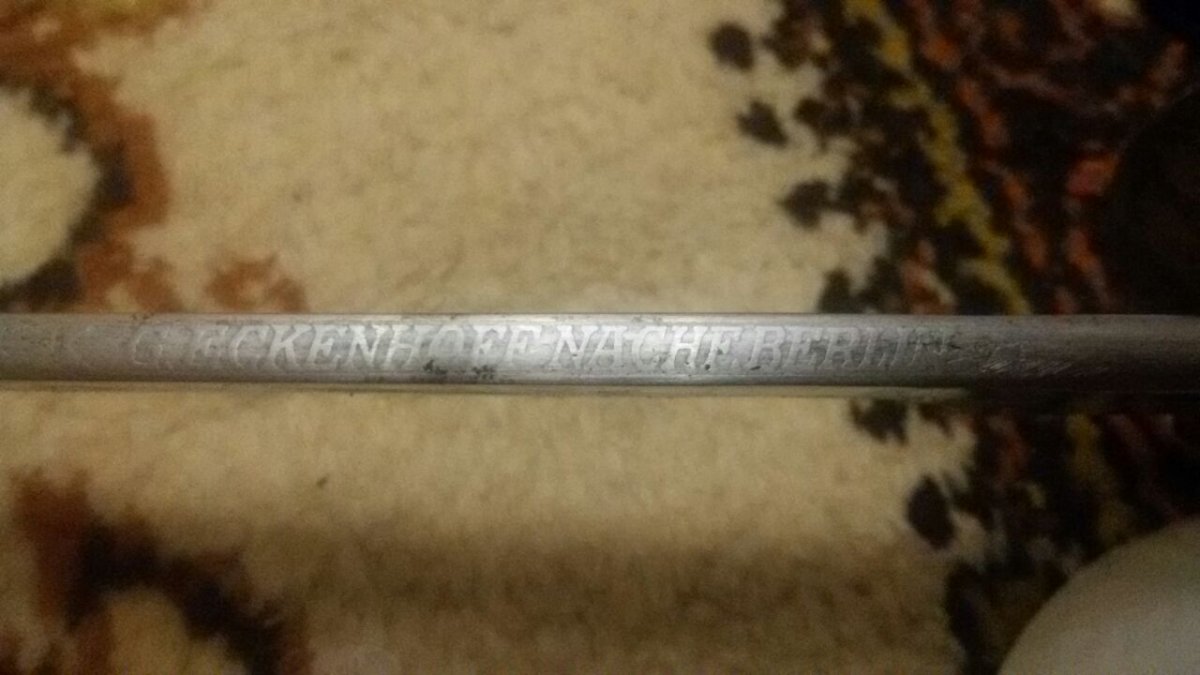 C. ECKENHOFF NACHF. BERLIN